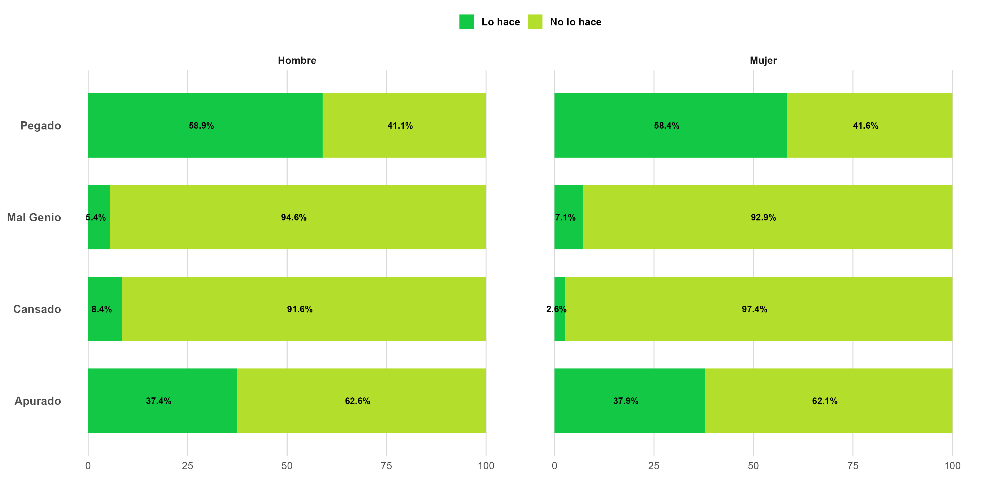 Lo hace No lo hace
Hombre Mujer
Pegado 58.9% 41.1% 58.4% 41.6%
Mal Genio 5.4% 94.6% 7.1% 92.9%
Cansado 8.4% 91.6% 2.6% 97.4%
Apurado 37.4% 62.6% 37.9% 62.1%
0 25 50 75 100 0 25 50 75 100